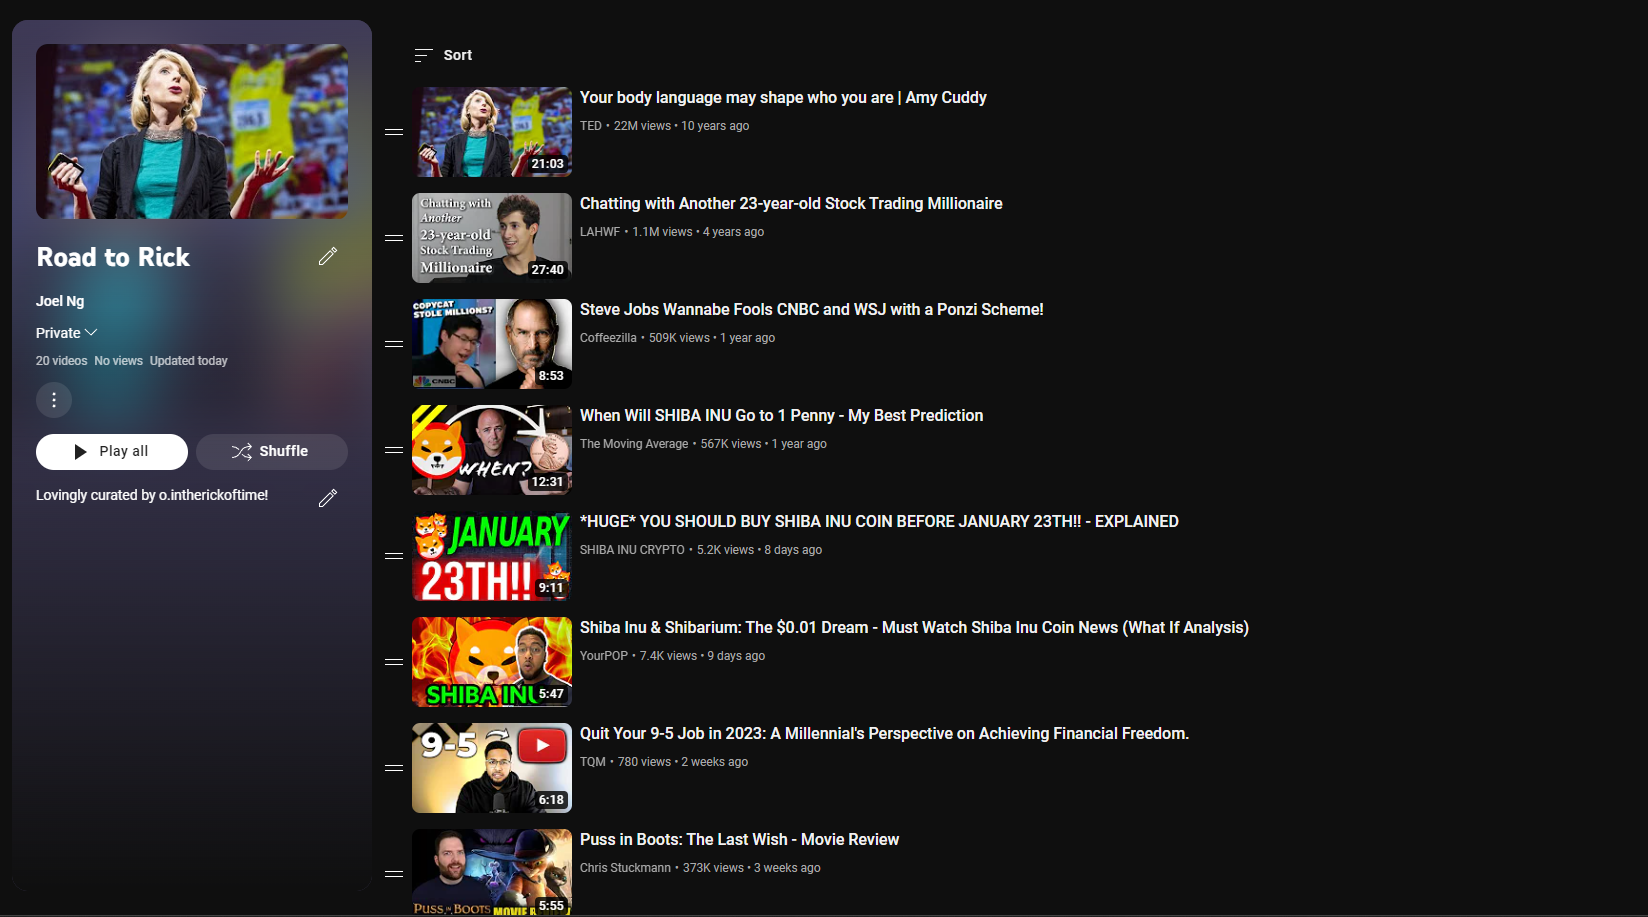 Road to Rick
Joel Ng
Private
20 videos No views Updated today
Play all
Shuffle
Lovingly curated by o.intherickoftime!
Sort
21:03
Your body language may shape who you are | Amy Cuddy
TED • 22M views • 10 years ago
Chatting with
Another
23-year-old
Stock Trading
Millionaire
27:40
Chatting with Another 23-year-old Stock Trading Millionaire
LAHWF • 1.1M views • 4 years ago
COPYCAT
STOLE MILLIONS?
CNBC
8:53
Steve Jobs Wannabe Fools CNBC and WSJ with a Ponzi Scheme!
Coffeezilla • 509K views • 1 year ago
WHEN?
12:31
When Will SHIBA INU Go to 1 Penny - My Best Prediction
The Moving Average • 567K views • 1 year ago
JANUARY
23TH!!
9:11
*HUGE* YOU SHOULD BUY SHIBA INU COIN BEFORE JANUARY 23TH!! - EXPLAINED
SHIBA INU CRYPTO • 5.2K views • 8 days ago
SHIBA INU
5:47
Shiba Inu & Shibarium: The $0.01 Dream - Must Watch Shiba Inu Coin News (What If Analysis)
YourPOP • 7.4K views • 9 days ago
9-5
6:18
Quit Your 9-5 Job in 2023: A Millennial's Perspective on Achieving Financial Freedom.
TQM • 780 views • 2 weeks ago
PUSS IN BOOTS
MOVIE
5:55
Puss in Boots: The Last Wish - Movie Review
Chris Stuckmann • 373K views • 3 weeks ago